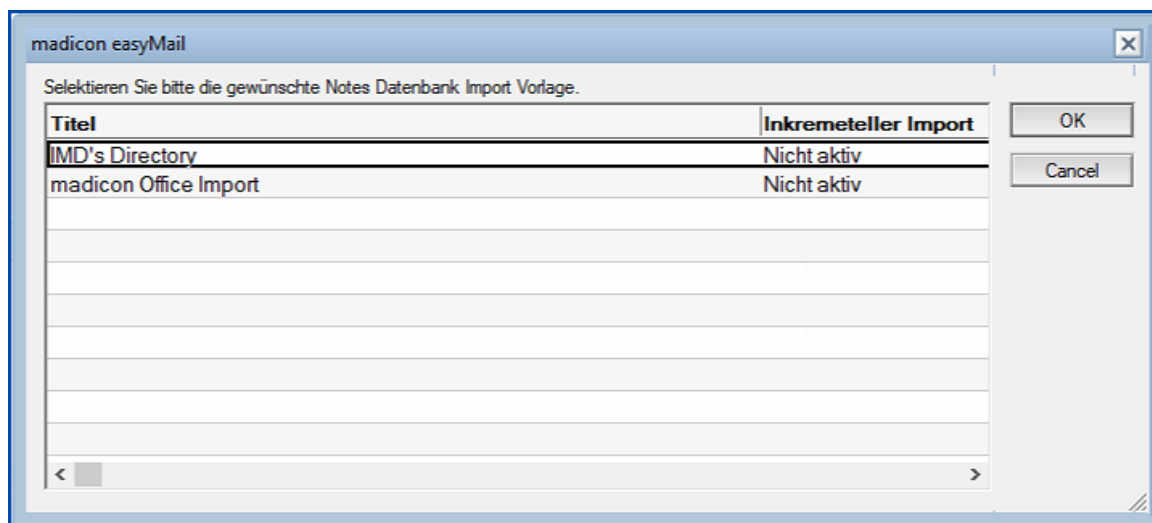 madicon easyMail
Selektieren Sie bitte die gewünschte Notes Datenbank Import Vorlage.
Titel Inkremeteller Import
OK
IMD's Directory Nicht aktiv
Cancel
madicon Office Import Nicht aktiv